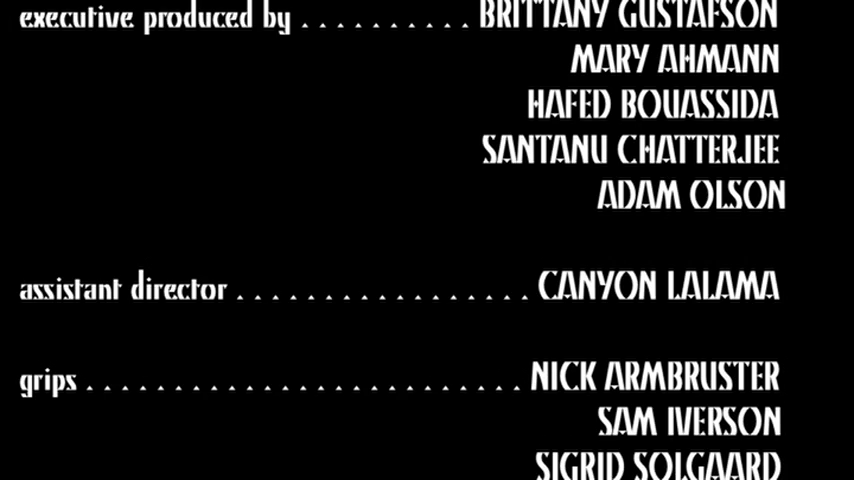 executive produced by . . . . . . . . . . BRITTANY GUSTAFSON
MARY AHMANN
HAFED BOUASSIDA
SANTANU CHATTERJEE
ADAM OLSON
assistant director . . . . . . . . . . . . . . . . . CANYON LALAMA
grips . . . . . . . . . . . . . . . . . . . . . . . . . NICK ARMBRUSTER
SAM IVERSON
SIGRID SOLGAARD